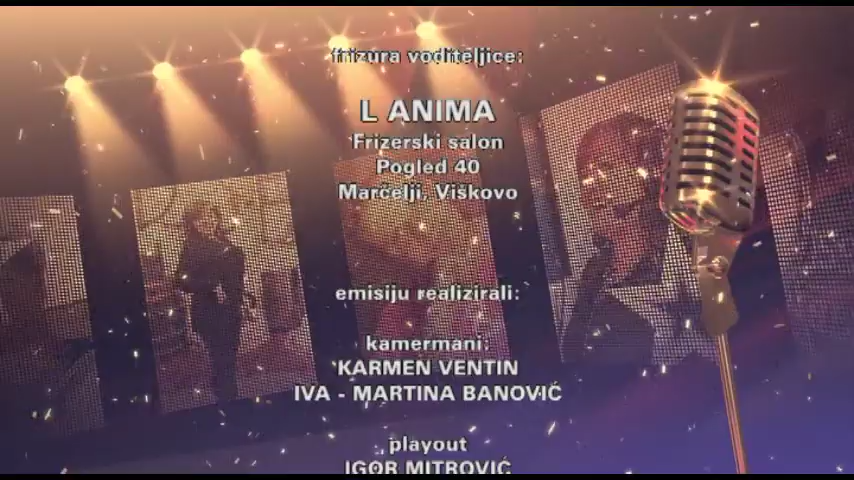 frizura voditeljice:
L ANIMA
Frizerski salon
Pogled 40
Marčelji, Viškovo
emisiju realizirali:
kamermani:
KARMEN VENTIN
IVA - MARTINA BANOVIĆ
playout
IGOR MITROVIĆ